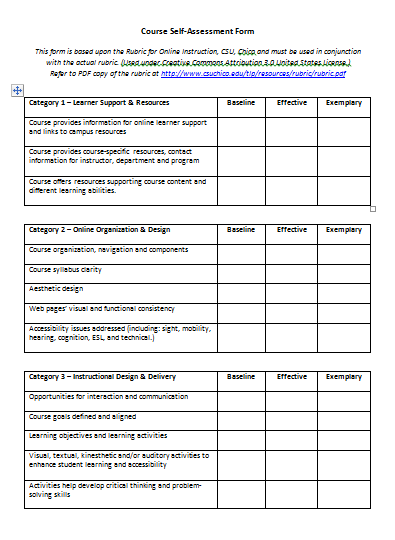 Course Self-Assessment Form
This form is based upon the Rubric for Online Instruction, CSU, Chico and must be used in conjunction
with the actual rubric. (Used under Creative Commons Attribution 3.0 United States License.)
Refer to PDF copy of the rubric at http://www.csuchico.edu/tlp/resources/rubric/rubric.pdf
Category 1 – Learner Support & Resources Baseline Effective Exemplary
Course provides information for online learner support
and links to campus resources
Course provides course-specific resources, contact
information for instructor, department and program
Course offers resources supporting course content and
different learning abilities.
Category 2 – Online Organization & Design Baseline Effective Exemplary
Course organization, navigation and components
Course syllabus clarity
Aesthetic design
Web pages' visual and functional consistency
Accessibility issues addressed (including: sight, mobility,
hearing, cognition, ESL, and technical.)
Category 3 – Instructional Design & Delivery Baseline Effective Exemplary
Opportunities for interaction and communication
Course goals defined and aligned
Learning objectives and learning activities
Visual, textual, kinesthetic and/or auditory activities to
enhance student learning and accessibility
Activities help develop critical thinking and problem-
solving skills